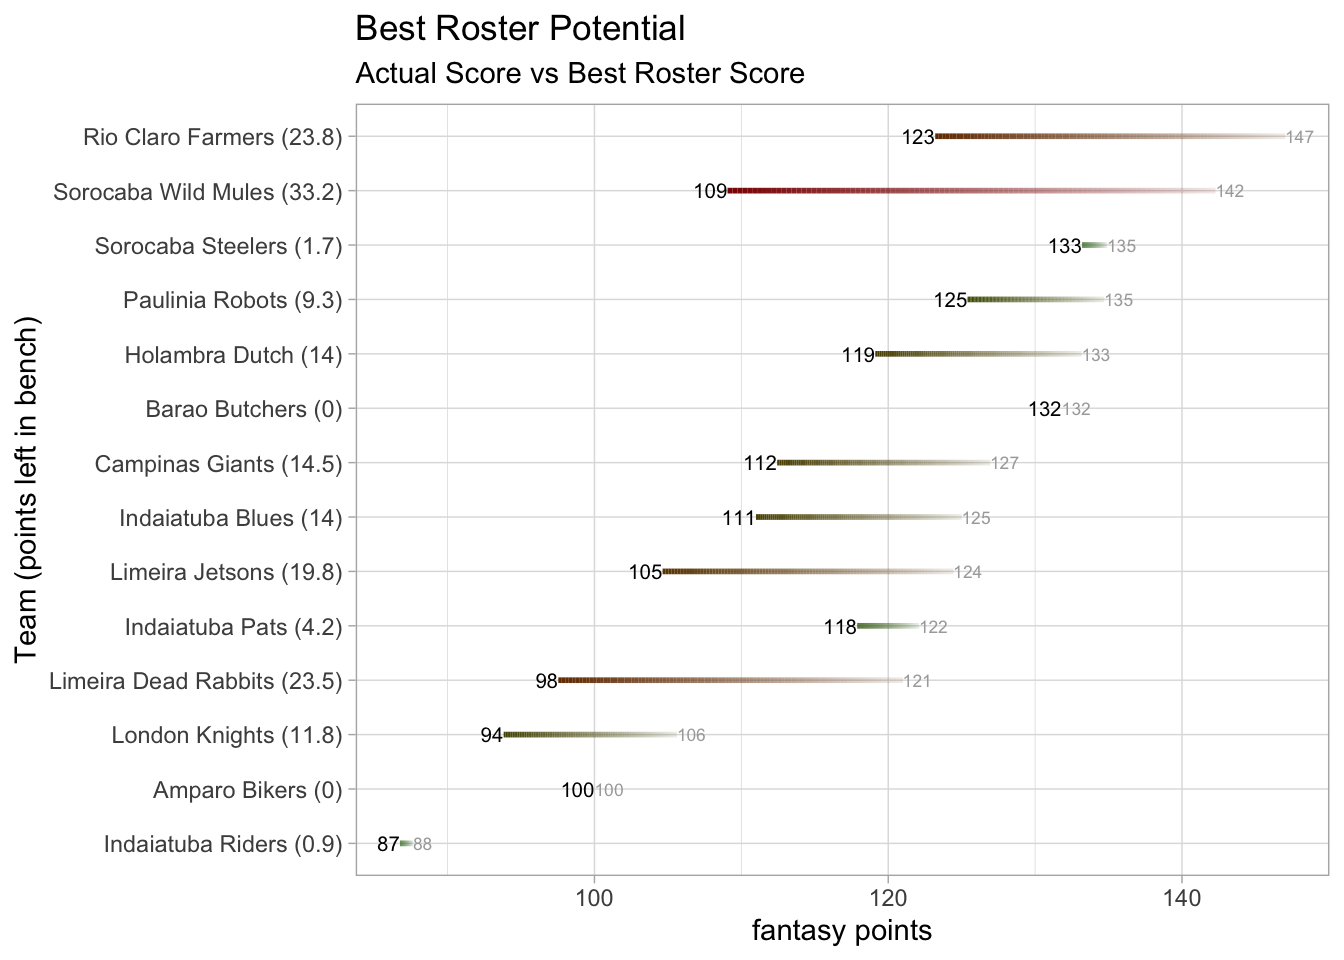 Best Roster Potential
Actual Score vs Best Roster Score
Team (points left in bench)
Rio Claro Farmers (23.8) 123 147
Sorocaba Wild Mules (33.2) 109 142
Sorocaba Steelers (1.7) 133 135
Paulinia Robots (9.3) 125 135
Holambra Dutch (14) 119 133
Barao Butchers (0) 132 132
Campinas Giants (14.5) 112 127
Indaiatuba Blues (14) 111 125
Limeira Jetsons (19.8) 105 124
Indaiatuba Pats (4.2) 118 122
Limeira Dead Rabbits (23.5) 98 121
London Knights (11.8) 94 106
Amparo Bikers (0) 100 100
Indaiatuba Riders (0.9) 87 88
100 120 140
fantasy points